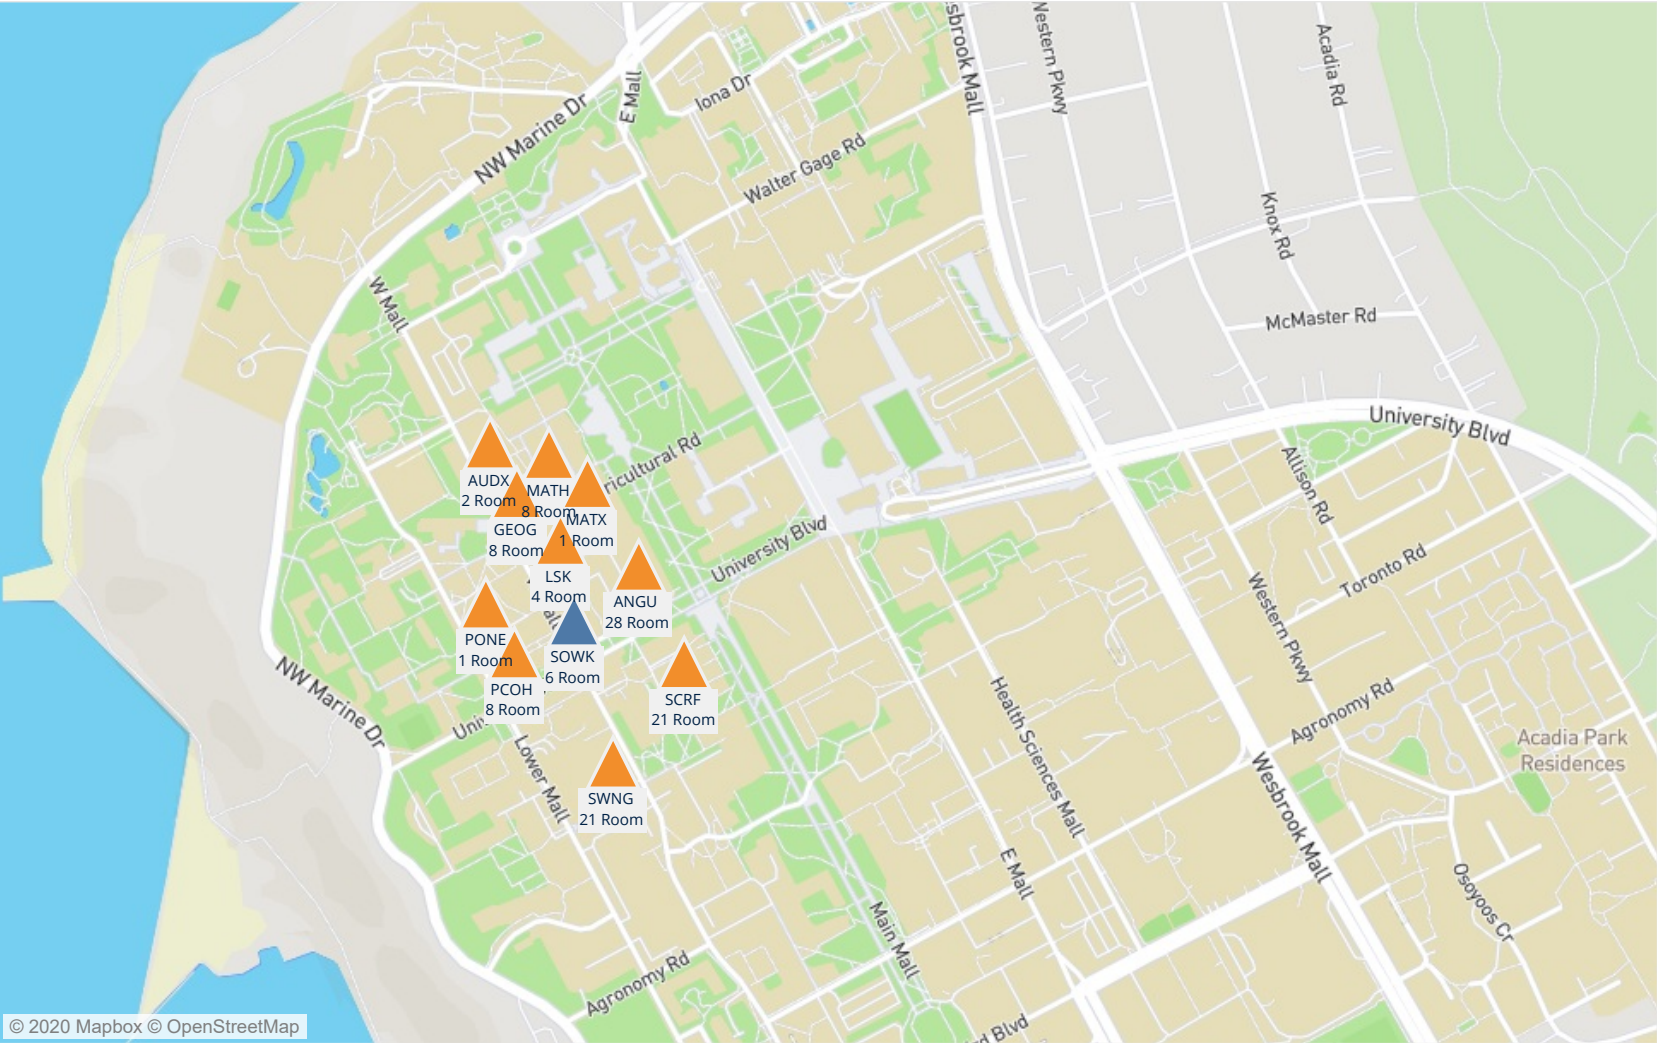 sbrook Mall
Western Pkwy
Acadia Rd
E Mall
Iona Dr
NW Marine Dr
Walter Gage Rd
Knox Rd
W Mall
McMaster Rd
University Blvd
ricultural Rd
Allison Rd
AUDX
2 Room
MATH
8 Room
MATX
1 Room
GEOG
8 Room
University Blvd
LSK
4 Room
ANGU
28 Room
Toronto Rd
Western Pkwy
all
PONE
1 Room
SOWK
6 Room
PCOH
8 Room
SCRF
21 Room
NW Marine Dr
Uni
Health Sciences Mall
Agronomy Rd
Acadia Park
Residences
Lower Mall
SWNG
21 Room
Wesbrook Mall
E Mall
Osoyoos Cr
Main Mall
Agronomy Rd
rd Blvd
© 2020 Mapbox © OpenStreetMap